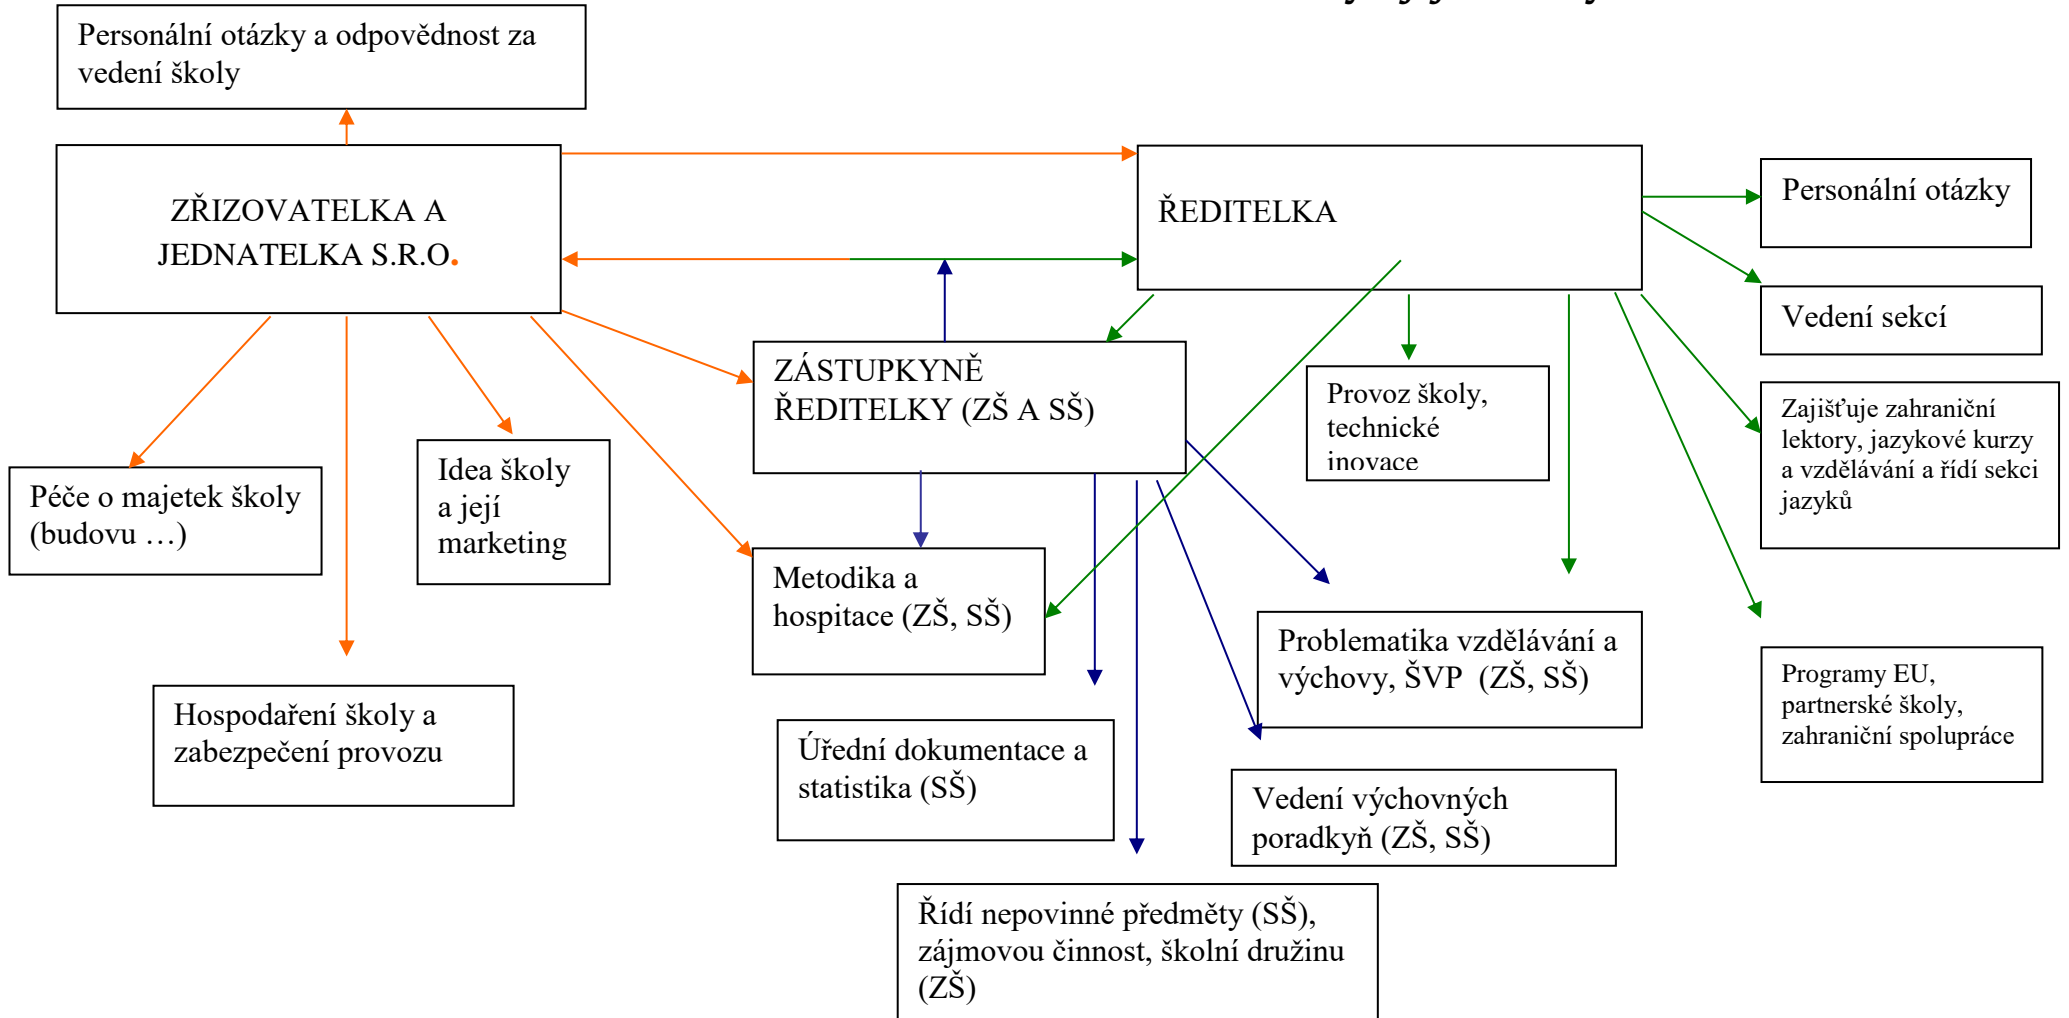 Personální otázky a odpovědnost za
vedení školy
ZŘIZOVATELKA A
JEDNATELKA S.R.O.
ŘEDITELKA
Personální otázky
Vedení sekcí
ZÁSTUPKYNĚ
ŘEDITELKY (ZŠ A SŠ)
Provoz školy,
technické
inovace
Zajišťuje zahraniční
lektory, jazykové kurzy
a vzdělávání a řídí sekci
jazyků
Péče o majetek školy
(budovu …)
Idea školy
a její
marketing
Metodika a
hospitace (ZŠ, SŠ)
Problematika vzdělávání a
výchovy, ŠVP (ZŠ, SŠ)
Programy EU,
partnerské školy,
zahraniční spolupráce
Hospodaření školy a
zabezpečení provozu
Úřední dokumentace a
statistika (SŠ)
Vedení výchovných
poradkyň (ZŠ, SŠ)
Řídí nepovinné předměty (SŠ),
zájmovou činnost, školní družinu
(ZŠ)